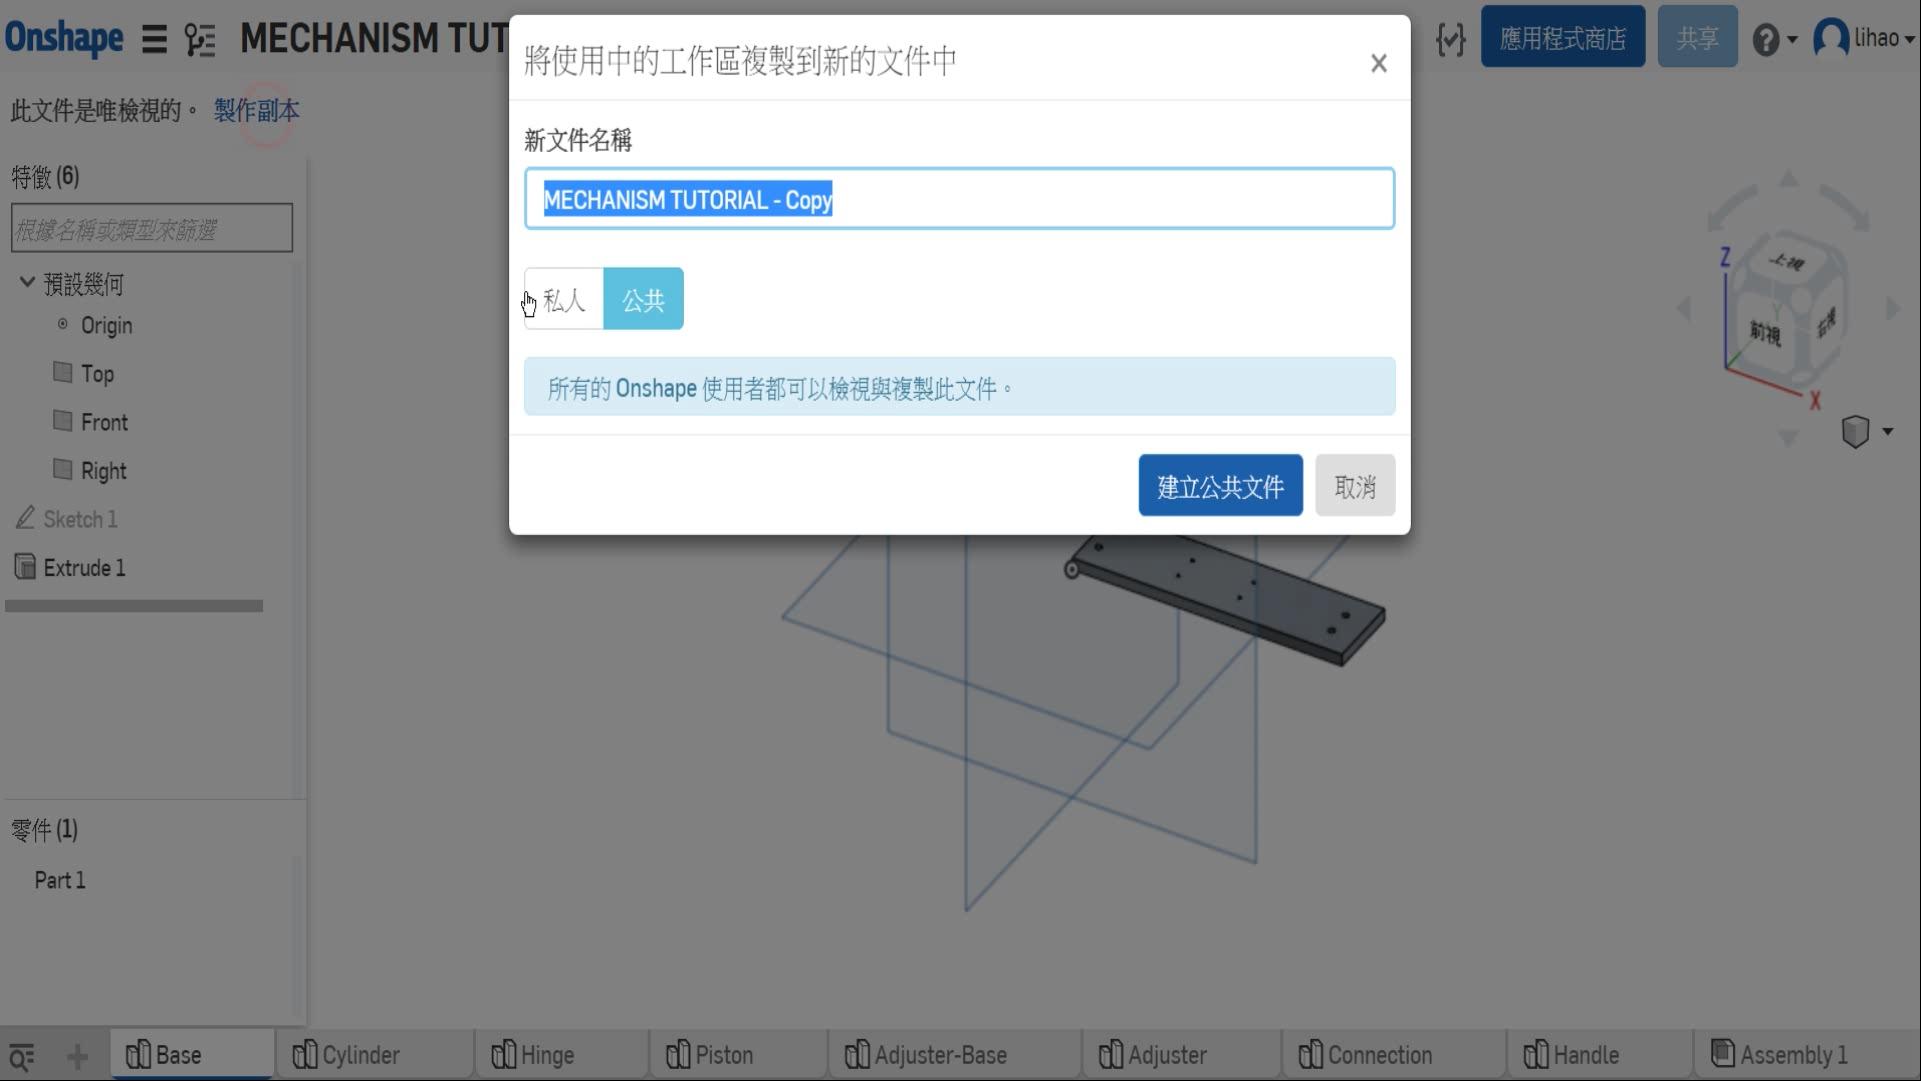 Onshape
MECHANISM TUT
應用程式商店
共享
lihao
此文件是唯檢視的。 製作副本
將使用中的工作區複製到新的文件中
新文件名稱
MECHANISM TUTORIAL - Copy
私人
公共
所有的 Onshape 使用者都可以檢視與複製此文件。
建立公共文件
取消
特徵 (6)
根據名稱或類型來篩選
預設幾何
Origin
Top
Front
Right
Sketch 1
Extrude 1
零件 (1)
Part 1
Z
上視
Y
前視
右視
X
Base
Cylinder
Hinge
Piston
Adjuster-Base
Adjuster
Connection
Handle
Assembly 1